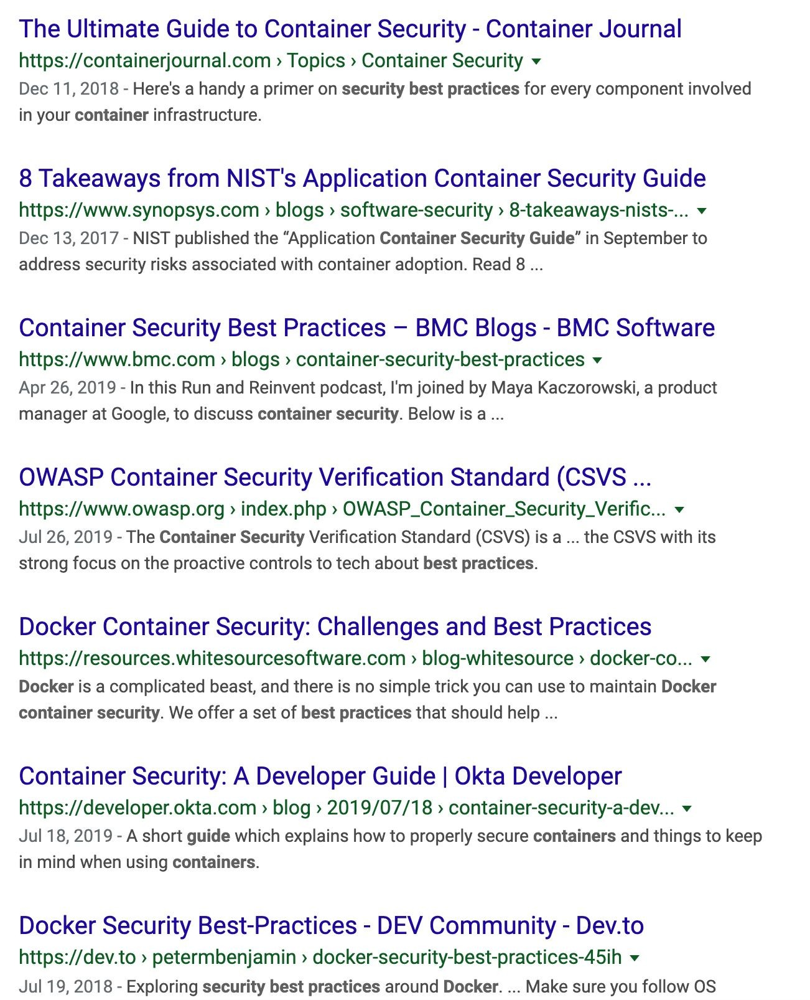 The Ultimate Guide to Container Security - Container Journal
https://containerjournal.com › Topics › Container Security
Dec 11, 2018 - Here's a handy a primer on security best practices for every component involved
in your container infrastructure.
8 Takeaways from NIST's Application Container Security Guide
https://www.synopsys.com › blogs › software-security › 8-takeaways-nists-...
Dec 13, 2017 - NIST published the “Application Container Security Guide” in September to
address security risks associated with container adoption. Read 8 ...
Container Security Best Practices – BMC Blogs - BMC Software
https://www.bmc.com › blogs › container-security-best-practices
Apr 26, 2019 - In this Run and Reinvent podcast, I'm joined by Maya Kaczorowski, a product
manager at Google, to discuss container security. Below is a ...
OWASP Container Security Verification Standard (CSVS ...
https://www.owasp.org › index.php › OWASP_Container_Security_Verific...
Jul 26, 2019 - The Container Security Verification Standard (CSVS) is a ... the CSVS with its
strong focus on the proactive controls to tech about best practices.
Docker Container Security: Challenges and Best Practices
https://resources.whitesourcesoftware.com › blog-whitesource › docker-co...
Docker is a complicated beast, and there is no simple trick you can use to maintain Docker
container security. We offer a set of best practices that should help ...
Container Security: A Developer Guide | Okta Developer
https://developer.okta.com › blog › 2019/07/18 › container-security-a-dev...
Jul 18, 2019 - A short guide which explains how to properly secure containers and things to keep
in mind when using containers.
Docker Security Best-Practices - DEV Community - Dev.to
https://dev.to › petermbenjamin › docker-security-best-practices-45ih
Jul 19, 2018 - Exploring security best practices around Docker. ... Make sure you follow OS